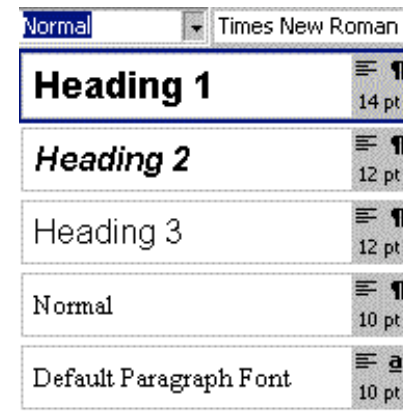 Normal Times New Roman
Heading 1 ¶
14 pt
Heading 2 ¶
12 pt
Heading 3 ¶
12 pt
Normal ¶
10 pt
Default Paragraph Font a
10 pt